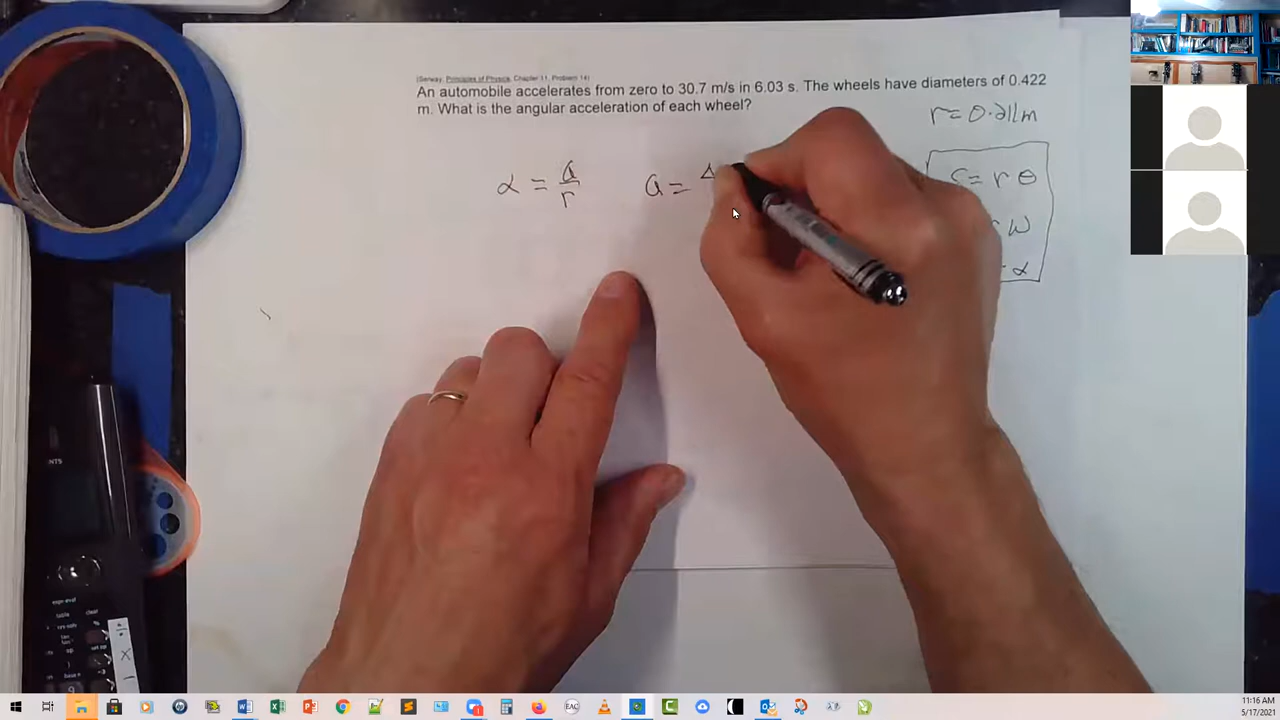 (Serway, Principles of Physics, Chapter 11, Problem 14)
An automobile accelerates from zero to 30.7 m/s in 6.03 s. The wheels have diameters of 0.422
m. What is the angular acceleration of each wheel?
r = 0.211m
α = a/r
a = Δ
s = r θ
ω
α
11:16 AM
5/17/2021